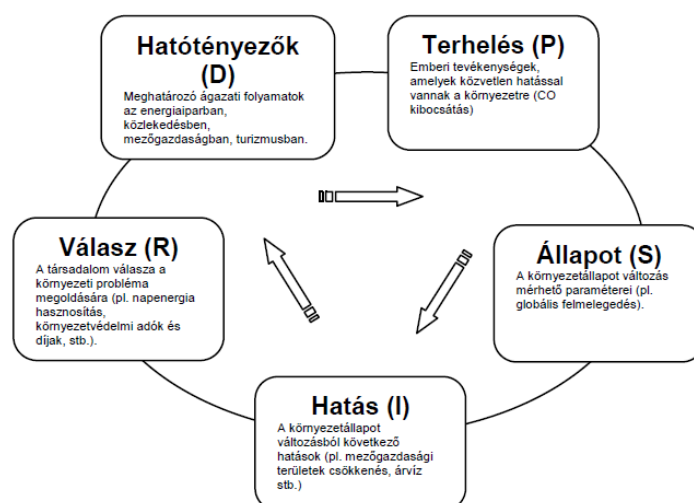 Hatótényezők
(D)
Meghatározó ágazati folyamatok
az energiaiparban,
közlekedésben,
mezőgazdaságban, turizmusban.
Terhelés (P)
Emberi tevékenységek,
amelyek közvetlen hatással
vannak a környezetre (CO
kibocsátás)
Állapot (S)
A környezetállapot változás
mérhető paraméterei (pl.
globális felmelegedés).
Hatás (I)
A környezetállapot
változásból következő
hatások (pl. mezőgazdasági
területek csökkenés, árvíz
stb.)
Válasz (R)
A társadalom válasza a
környezeti probléma
megoldására (pl. napenergia
hasznosítás,
környezetvédelmi adók és
díjak, stb.).